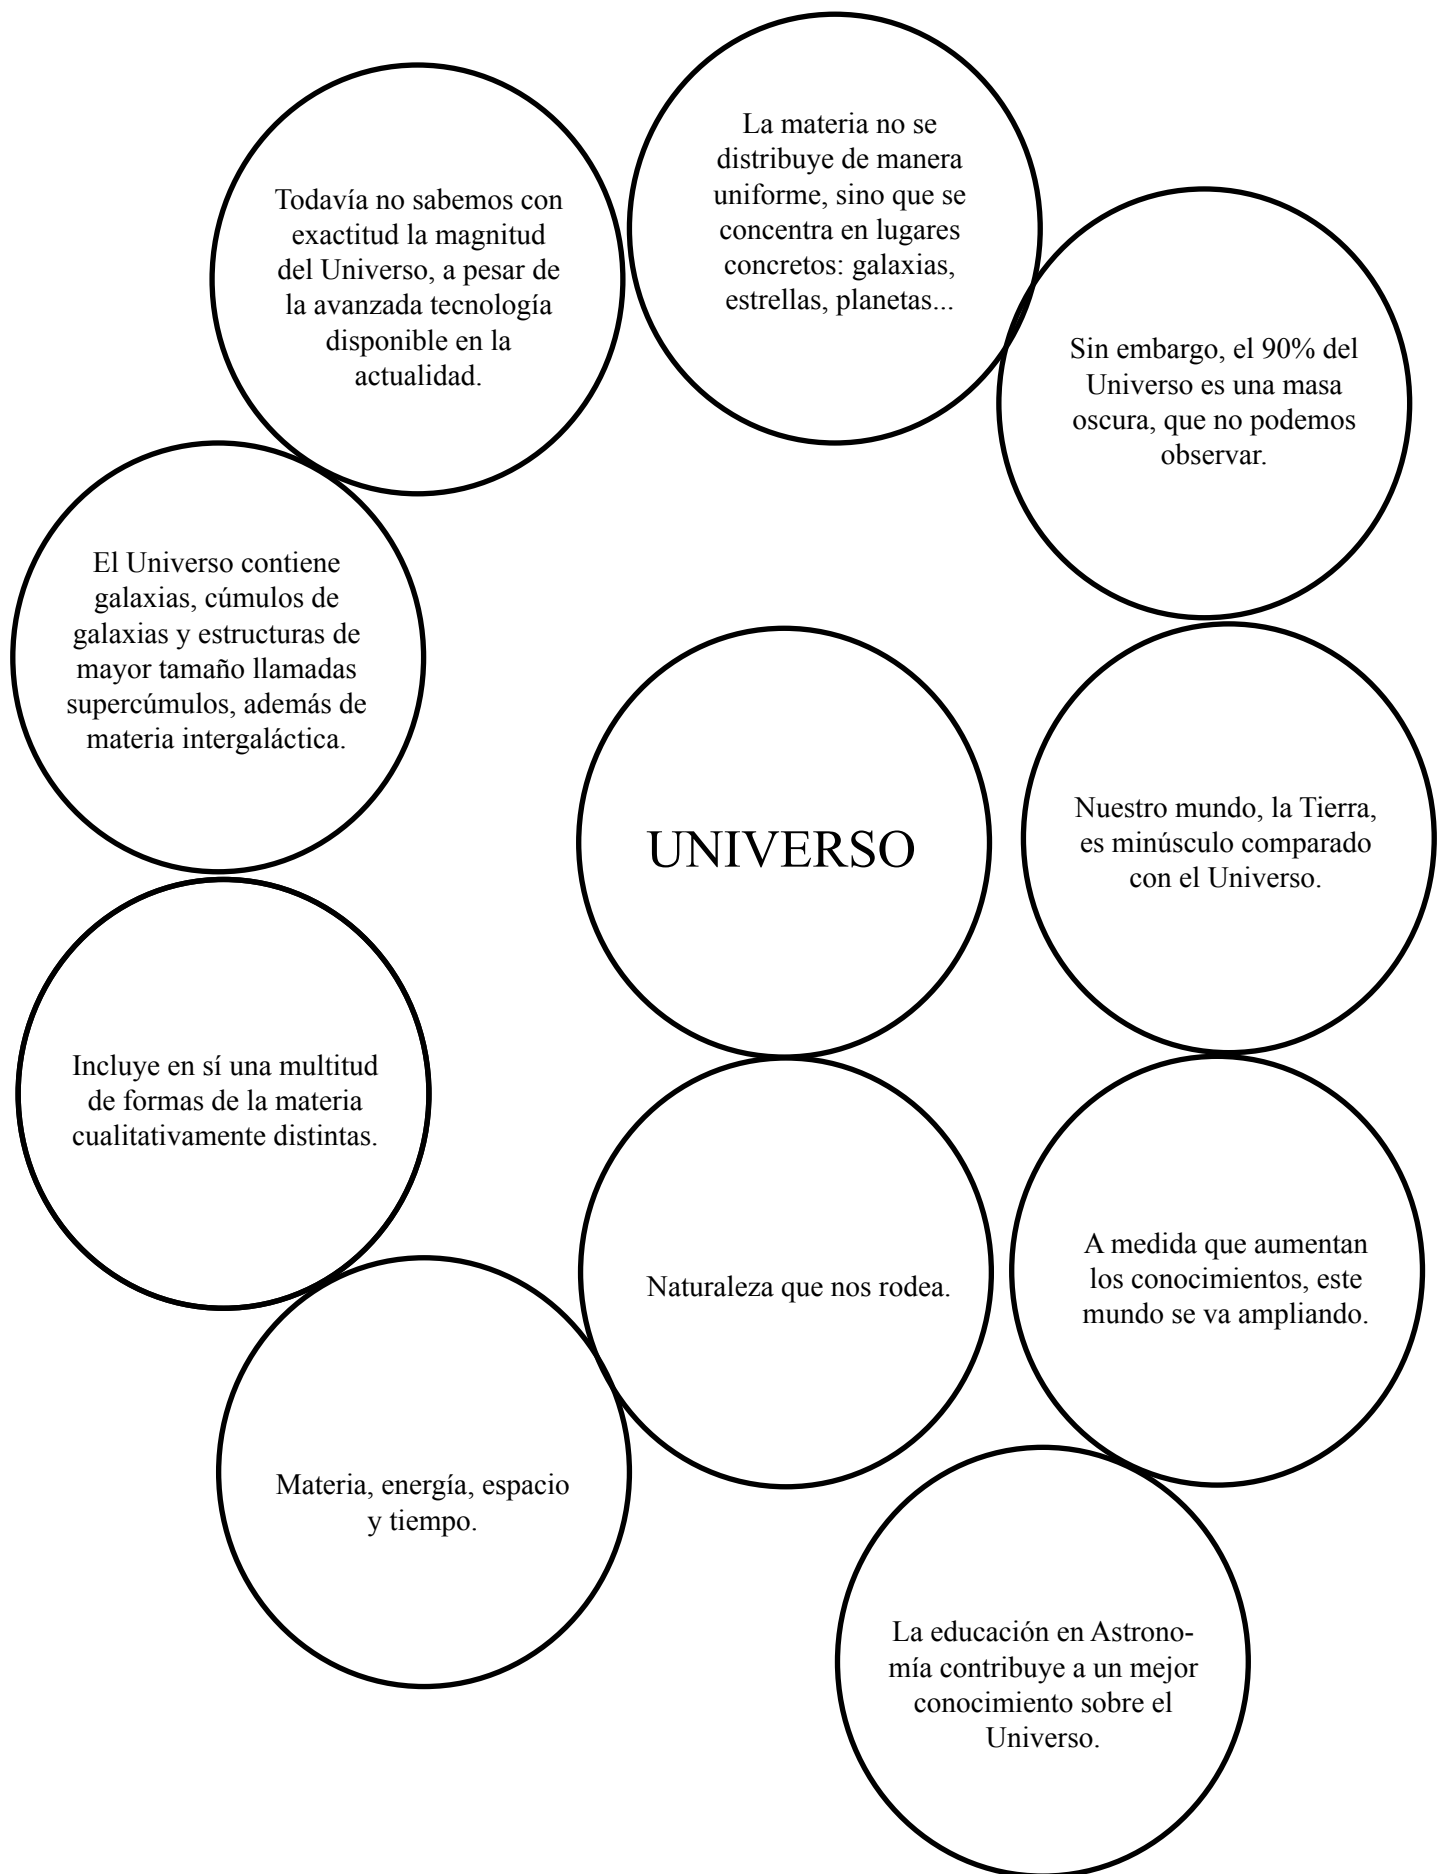 UNIVERSO
Naturaleza que nos rodea.
Materia, energía, espacio
y tiempo.
Incluye en sí una multitud
de formas de la materia
cualitativamente distintas.
El Universo contiene
galaxias, cúmulos de
galaxias y estructuras de
mayor tamaño llamadas
supercúmulos, además de
materia intergaláctica.
Todavía no sabemos con
exactitud la magnitud
del Universo, a pesar de
la avanzada tecnología
disponible en la
actualidad.
La materia no se
distribuye de manera
uniforme, sino que se
concentra en lugares
concretos: galaxias,
estrellas, planetas...
Sin embargo, el 90% del
Universo es una masa
oscura, que no podemos
observar.
Nuestro mundo, la Tierra,
es minúsculo comparado
con el Universo.
A medida que aumentan
los conocimientos, este
mundo se va ampliando.
La educación en Astrono-
mía contribuye a un mejor
conocimiento sobre el
Universo.